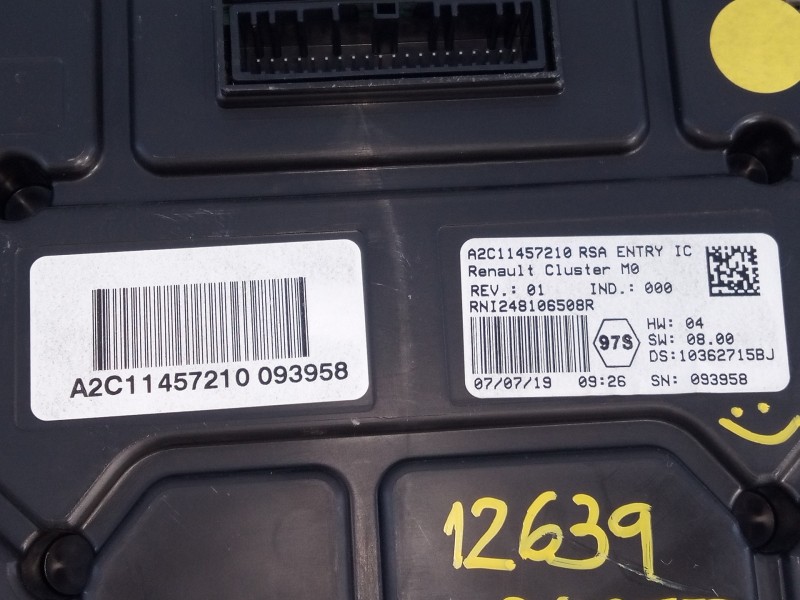 A2C11457210 093958
A2C11457210 RSA ENTRY IC
Renault Cluster M0
REV.: 01 IND.: 000
RNI248106508R
97S
HW: 04
SW: 08.00
DS:10362715BJ
07/07/19 09:26 SN: 093958
12639